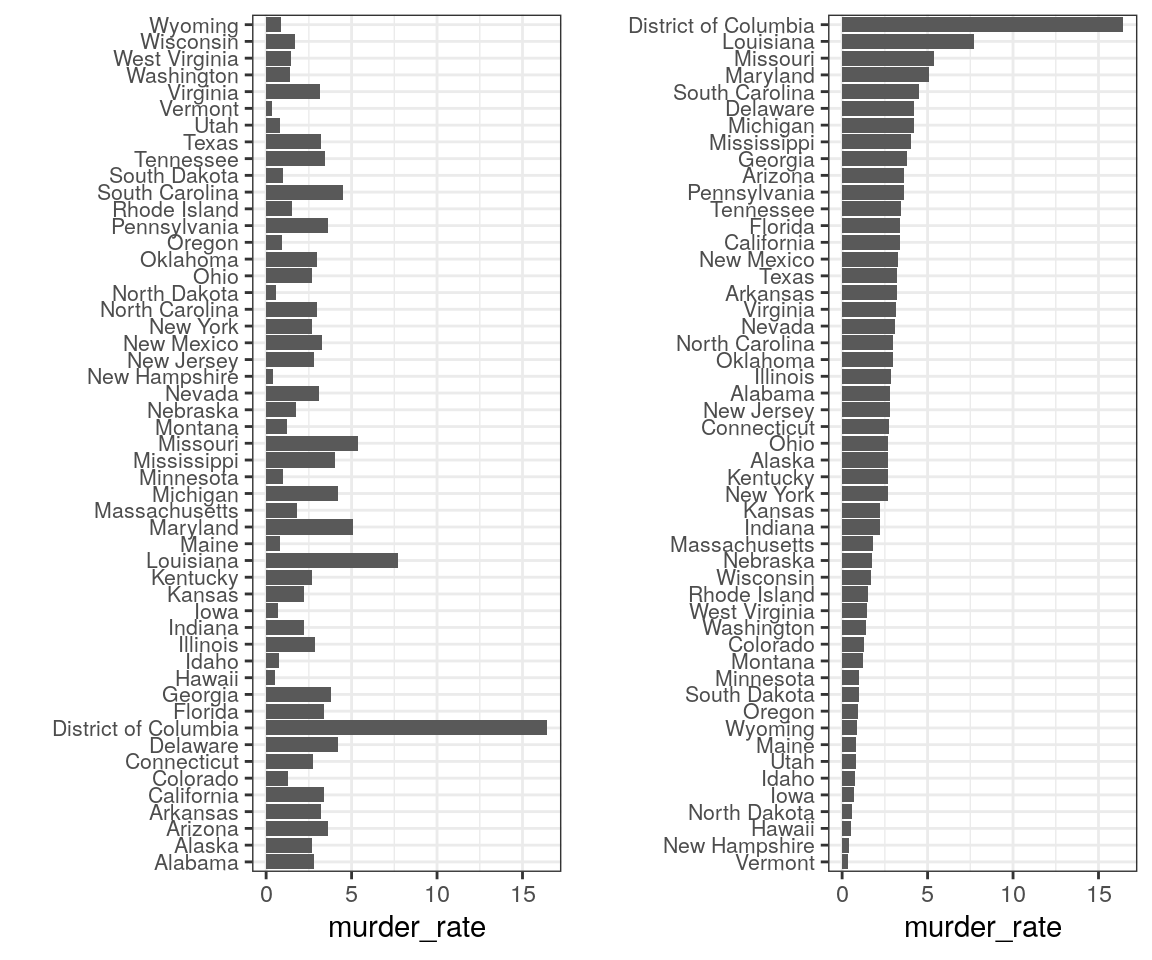 Wyoming
Wisconsin
West Virginia
Washington
Virginia
Vermont
Utah
Texas
Tennessee
South Dakota
South Carolina
Rhode Island
Pennsylvania
Oregon
Oklahoma
Ohio
North Dakota
North Carolina
New York
New Mexico
New Jersey
New Hampshire
Nevada
Nebraska
Montana
Missouri
Mississippi
Minnesota
Michigan
Massachusetts
Maryland
Maine
Louisiana
Kentucky
Kansas
Iowa
Indiana
Illinois
Idaho
Hawaii
Georgia
Florida
District of Columbia
Delaware
Connecticut
Colorado
California
Arkansas
Arizona
Alaska
Alabama
0 5 10 15
murder_rate
District of Columbia
Louisiana
Missouri
Maryland
South Carolina
Delaware
Michigan
Mississippi
Georgia
Arizona
Pennsylvania
Tennessee
Florida
California
New Mexico
Texas
Arkansas
Virginia
Nevada
North Carolina
Oklahoma
Illinois
Alabama
New Jersey
Connecticut
Ohio
Alaska
Kentucky
New York
Kansas
Indiana
Massachusetts
Nebraska
Wisconsin
Rhode Island
West Virginia
Washington
Colorado
Montana
Minnesota
South Dakota
Oregon
Wyoming
Maine
Utah
Idaho
Iowa
North Dakota
Hawaii
New Hampshire
Vermont
0 5 10 15
murder_rate